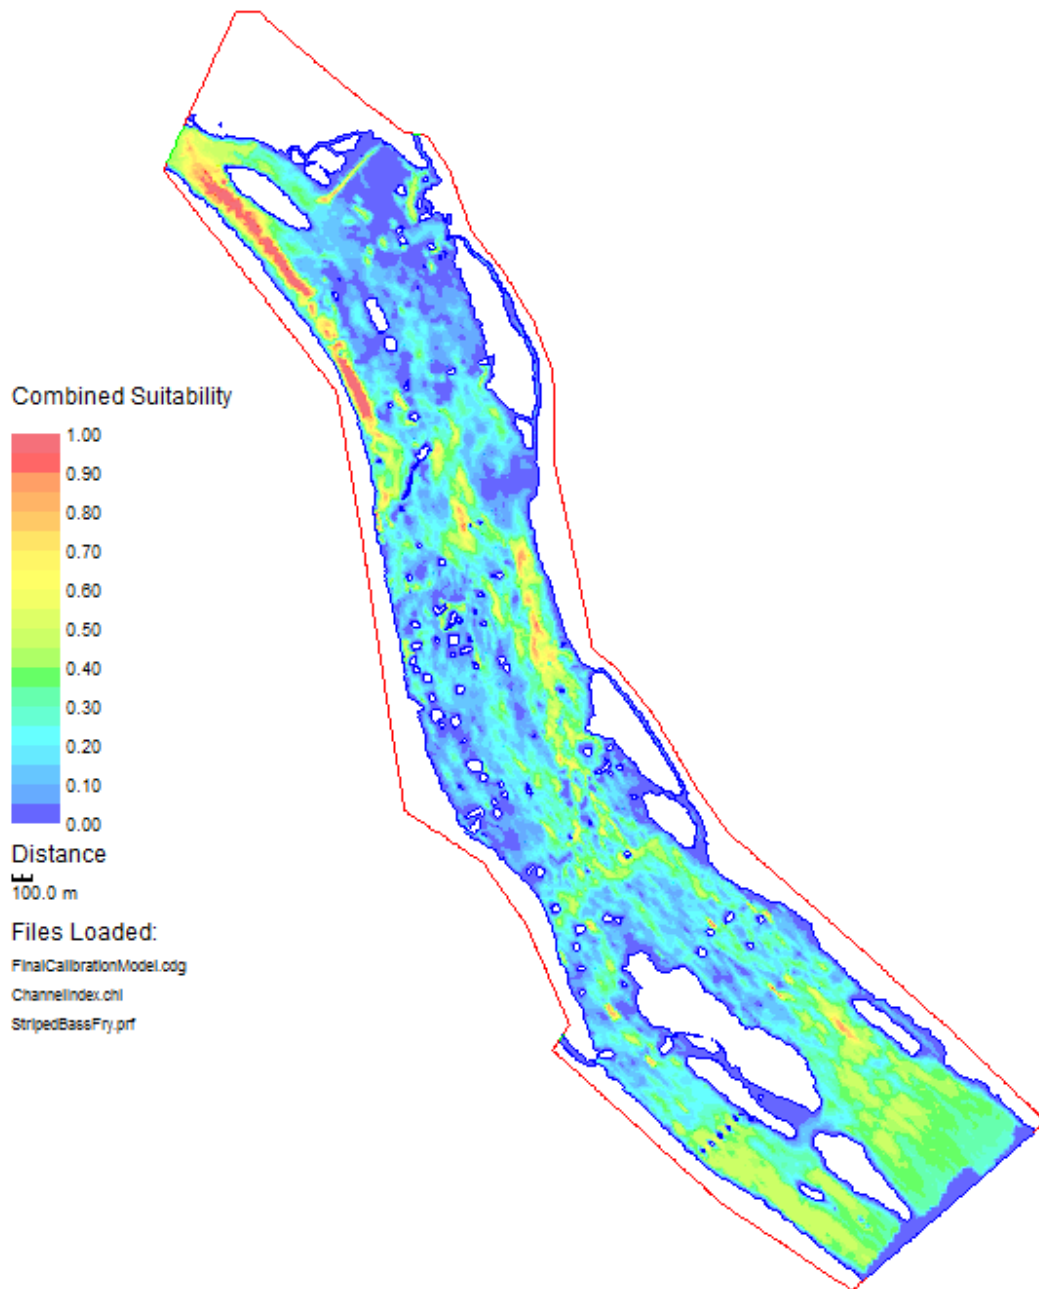 Combined Suitability
1.00
0.90
0.80
0.70
0.60
0.50
0.40
0.30
0.20
0.10
0.00
Distance
100.0 m
Files Loaded:
FinalCalibrationModel.cdg
ChannelIndex.chi
StripedBassFry.prf